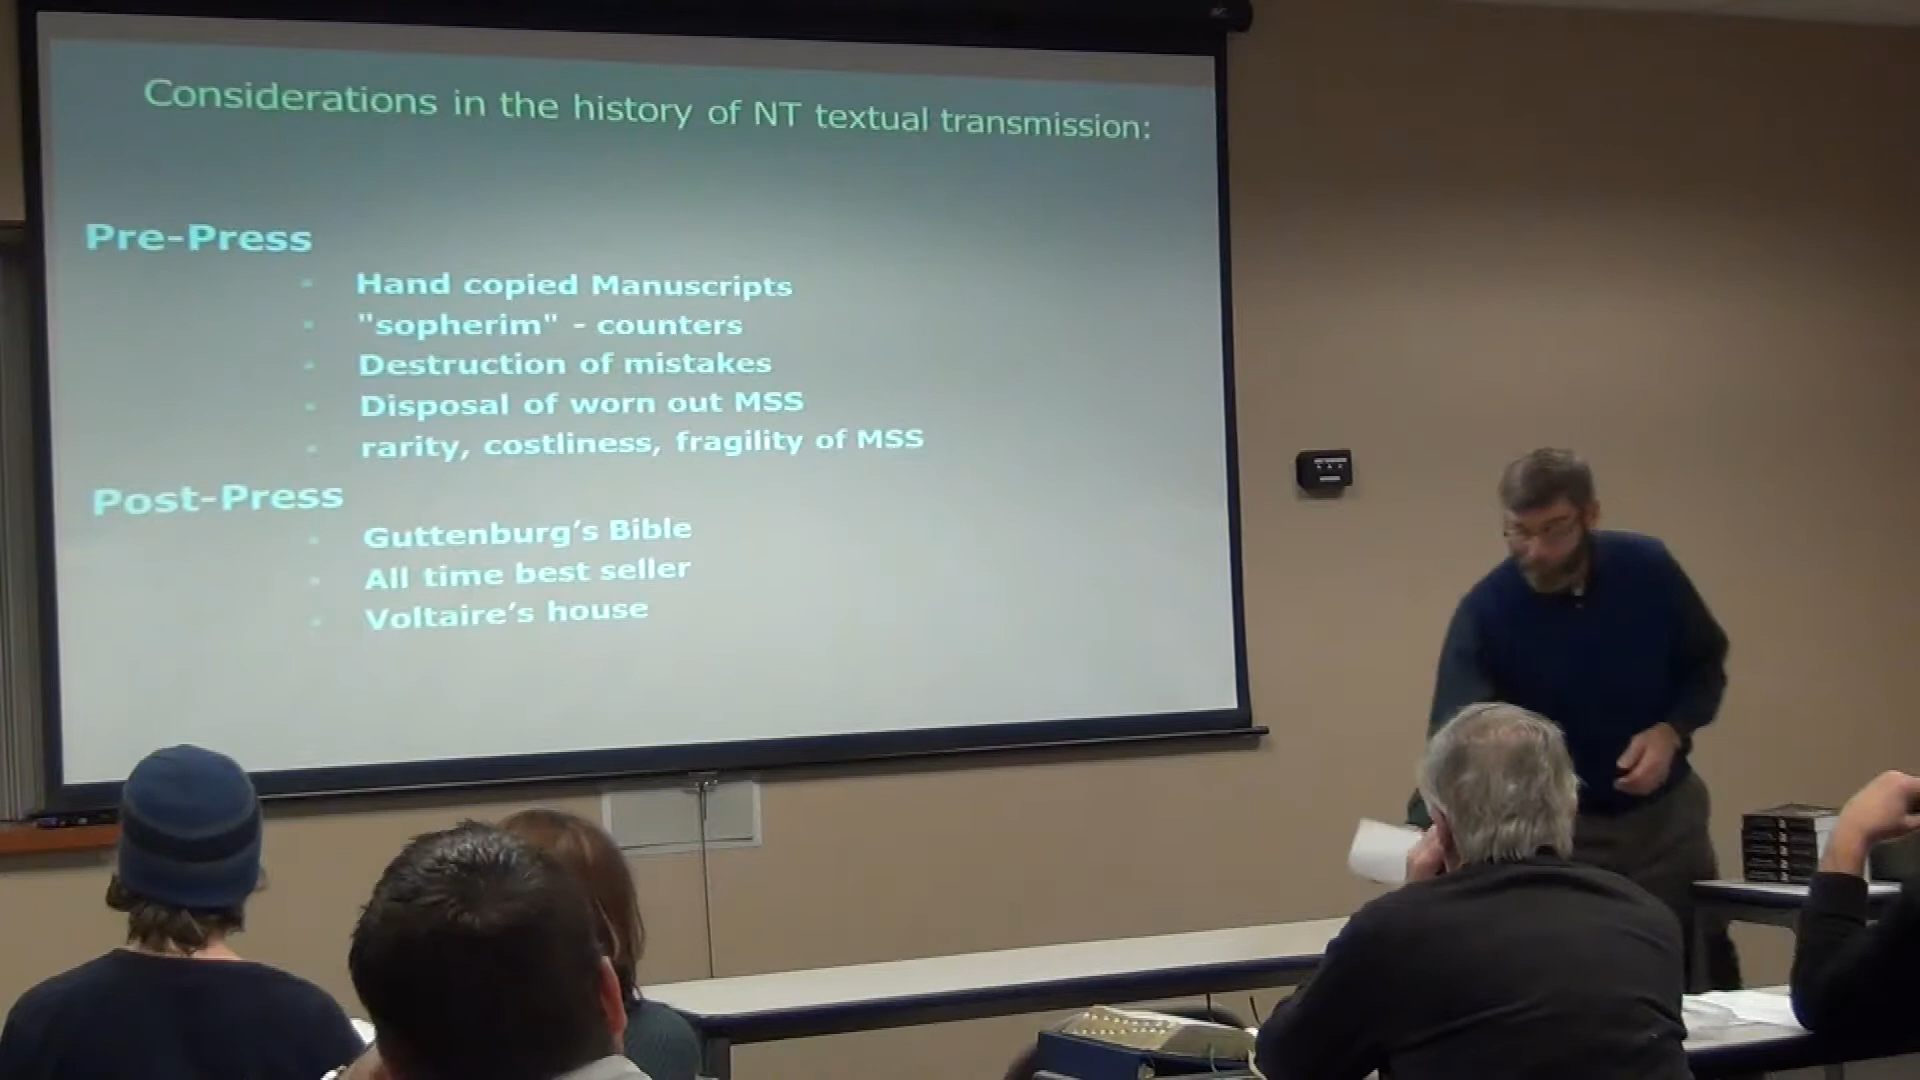 Considerations in the history of NT textual transmission:
Pre-Press
Hand copied Manuscripts
"sopherim" - counters
Destruction of mistakes
Disposal of worn out MSS
rarity, costliness, fragility of MSS
Post-Press
Guttenburg's Bible
All time best seller
Voltaire's house